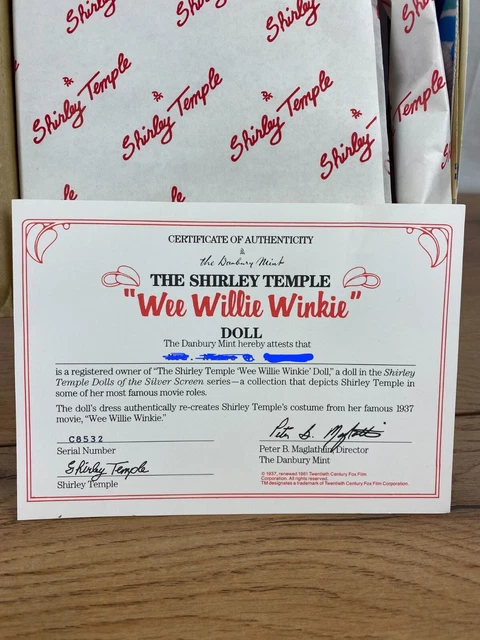 Shirley
Sh
Shirley
Sh
Shirley Temple
Shirley Temple
Shirley Temple
Temple
Shirley
CERTIFICATE OF AUTHENTICITY
&
the Danbury Mint
THE SHIRLEY TEMPLE
"Wee Willie Winkie"
DOLL
The Danbury Mint hereby attests that
is a registered owner of "The Shirley Temple 'Wee Willie Winkie' Doll," a doll in the Shirley
Temple Dolls of the Silver Screen series—a collection that depicts Shirley Temple in
some of her most famous movie roles.
The doll's dress authentically re-creates Shirley Temple's costume from her famous 1937
movie, "Wee Willie Winkie."
C8532
Serial Number
Shirley Temple
Shirley Temple
Peter B. Maglathlin
Peter B. Maglathlin, Director
The Danbury Mint
© 1937, renewed 1961 Twentieth Century Fox Film
Corporation. All rights reserved.
TM designates a trademark of Twentieth Century Fox Film Corporation.